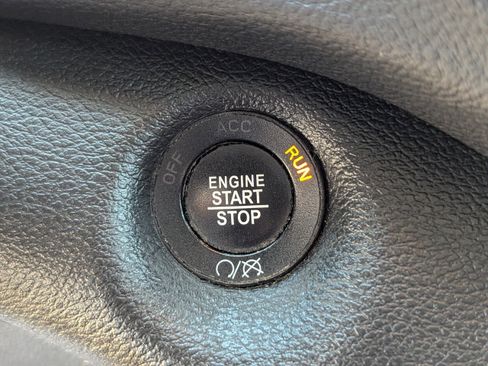 OFF
ACC
RUN
ENGINE
START
STOP